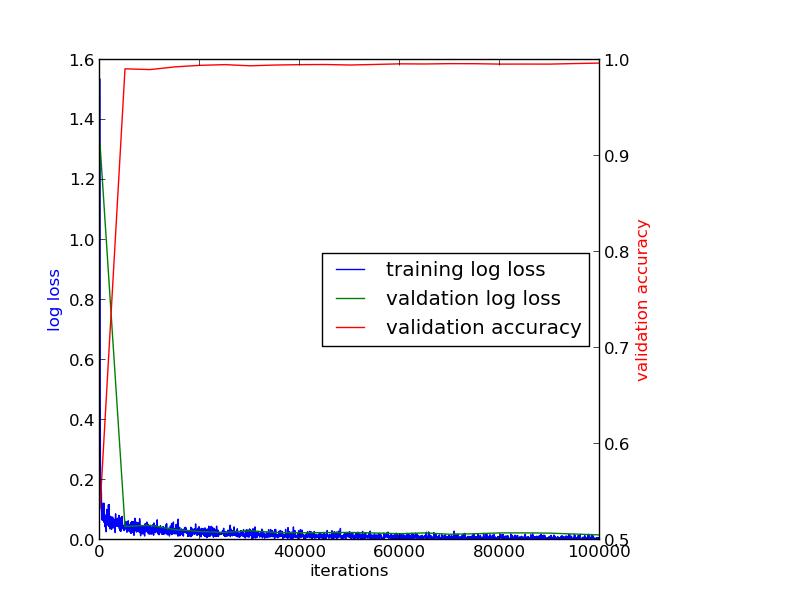 1.6
1.4
1.2
1.0
0.8
0.6
0.4
0.2
0.0
log loss
0 20000 40000 60000 80000 100000
iterations
1.0
0.9
0.8
0.7
0.6
0.5
validation accuracy
training log loss
valdation log loss
validation accuracy